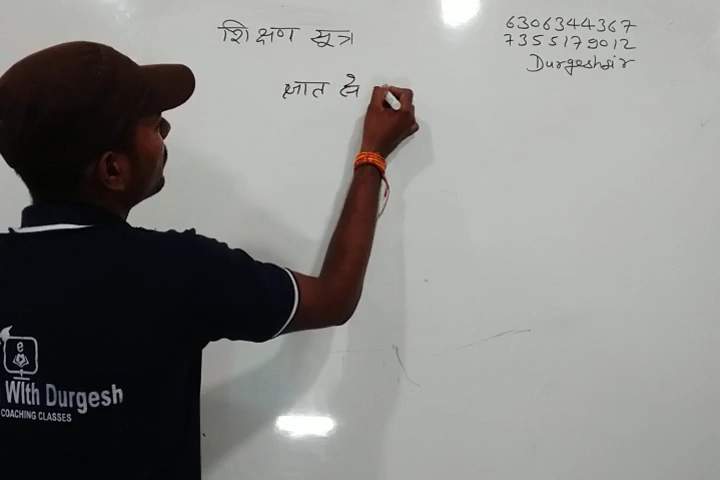 शिक्षण सूत्र
ज्ञात से
6306344367
7355179012
Durgeshsir
e
With Durgesh
COACHING CLASSES